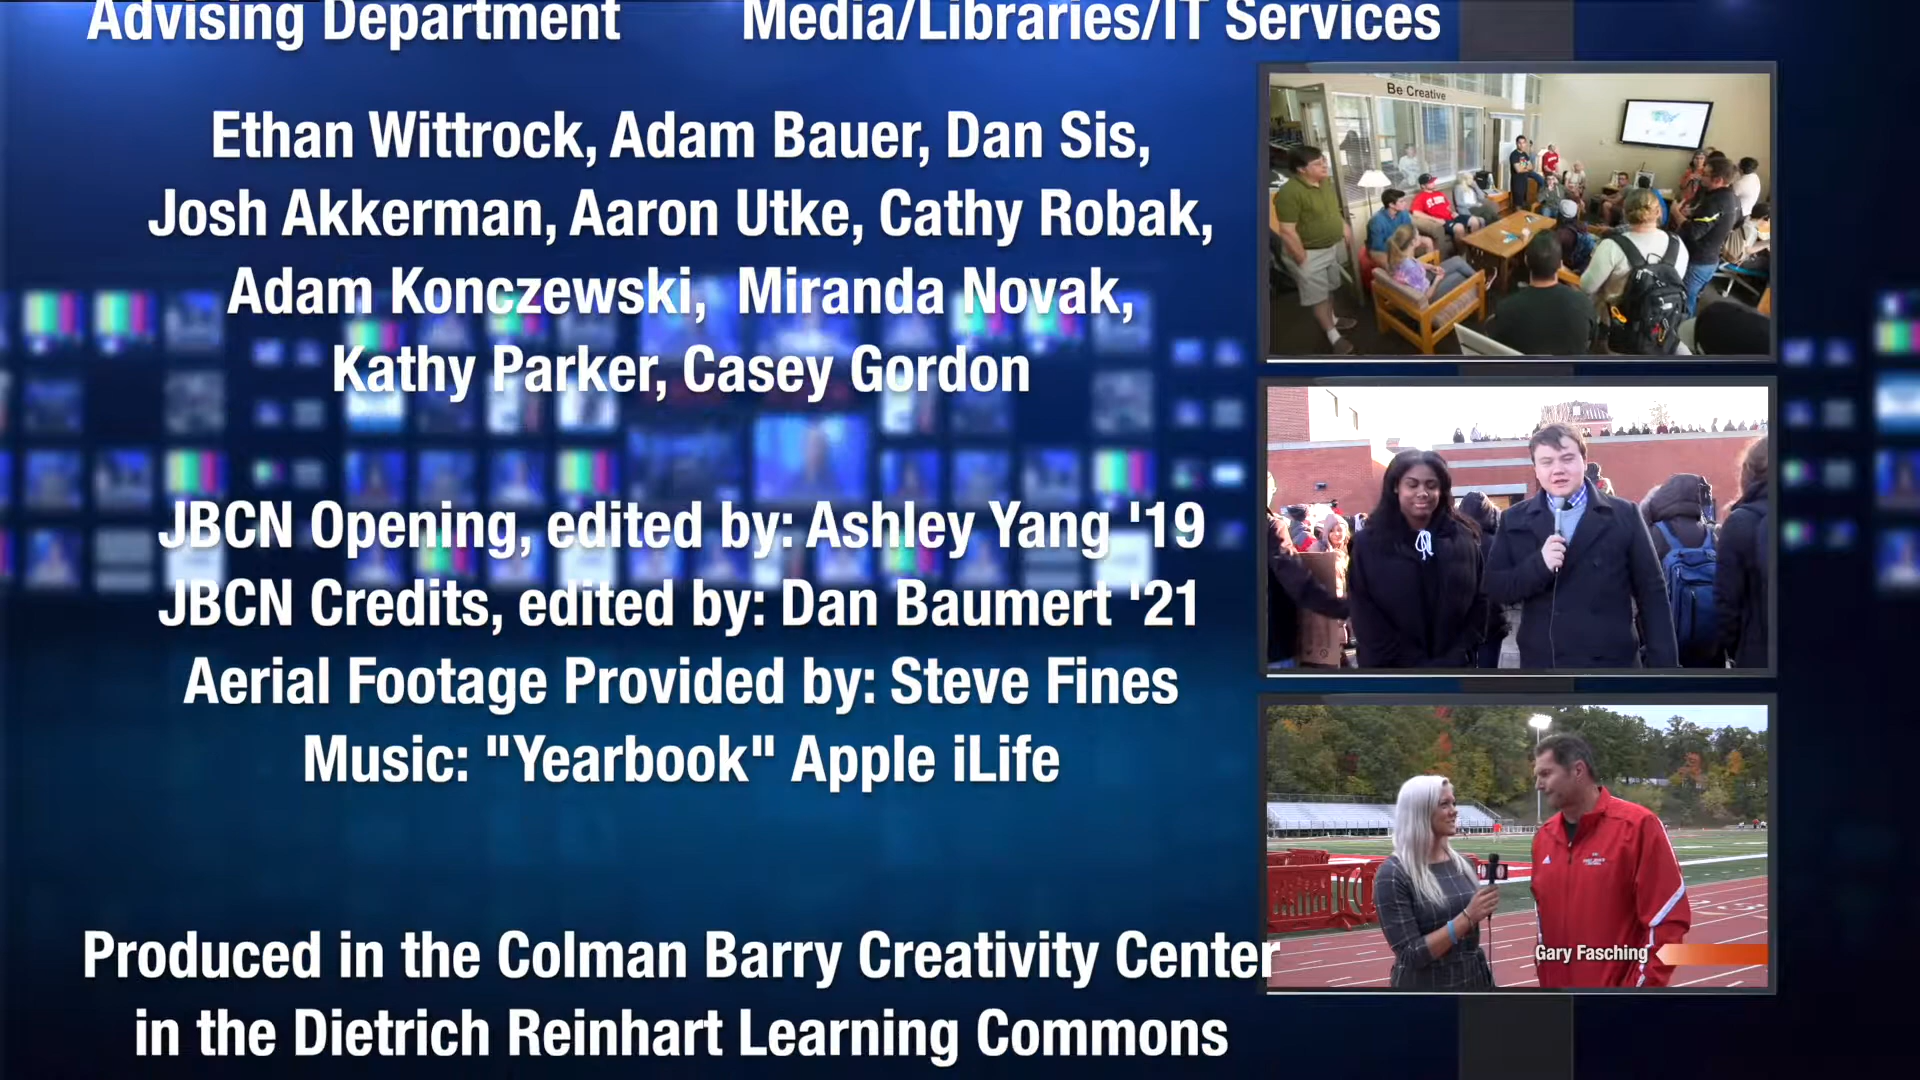 Advising Department Media/Libraries/IT Services
Ethan Wittrock, Adam Bauer, Dan Sis,
Josh Akkerman, Aaron Utke, Cathy Robak,
Adam Konczewski, Miranda Novak,
Kathy Parker, Casey Gordon
JBCN Opening, edited by: Ashley Yang '19
JBCN Credits, edited by: Dan Baumert '21
Aerial Footage Provided by: Steve Fines
Music: "Yearbook" Apple iLife
Produced in the Colman Barry Creativity Center
in the Dietrich Reinhart Learning Commons
Be Creative
Gary Fasching